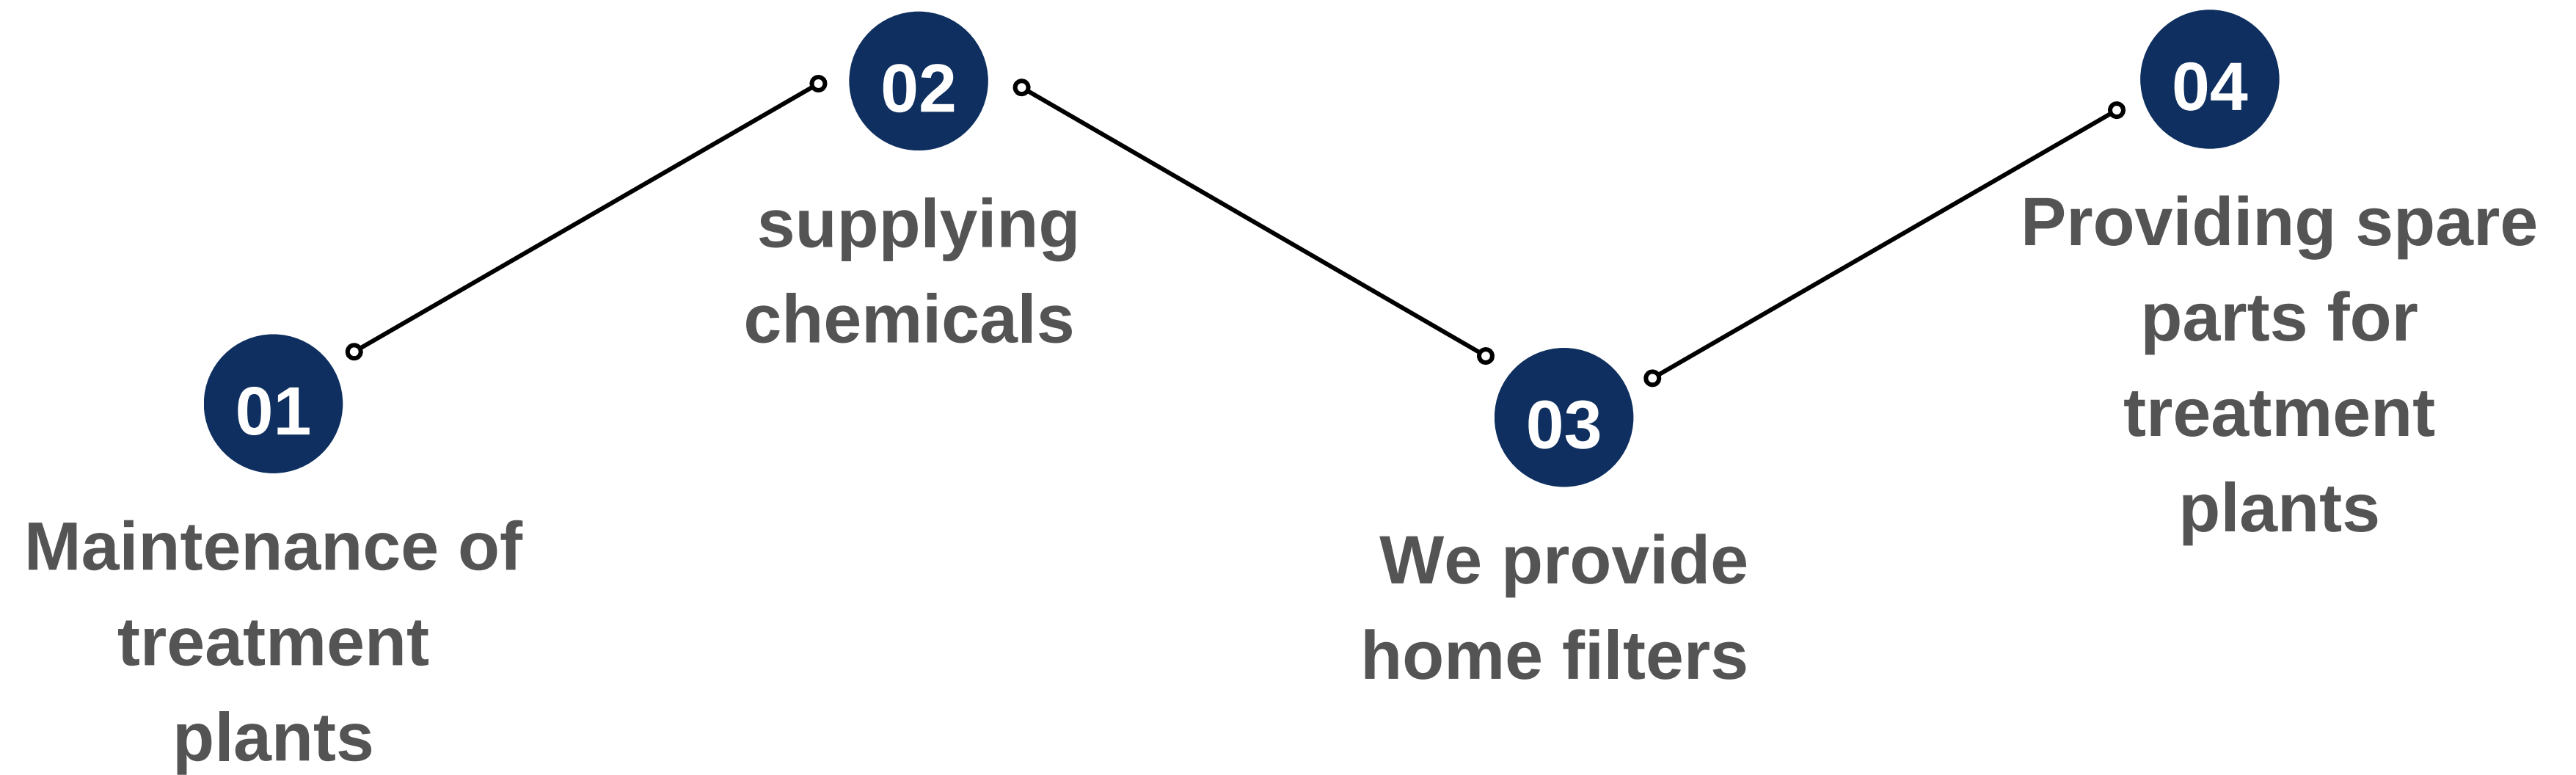 01
Maintenance of
treatment
plants
02
supplying
chemicals
03
We provide
home filters
04
Providing spare
parts for
treatment
plants